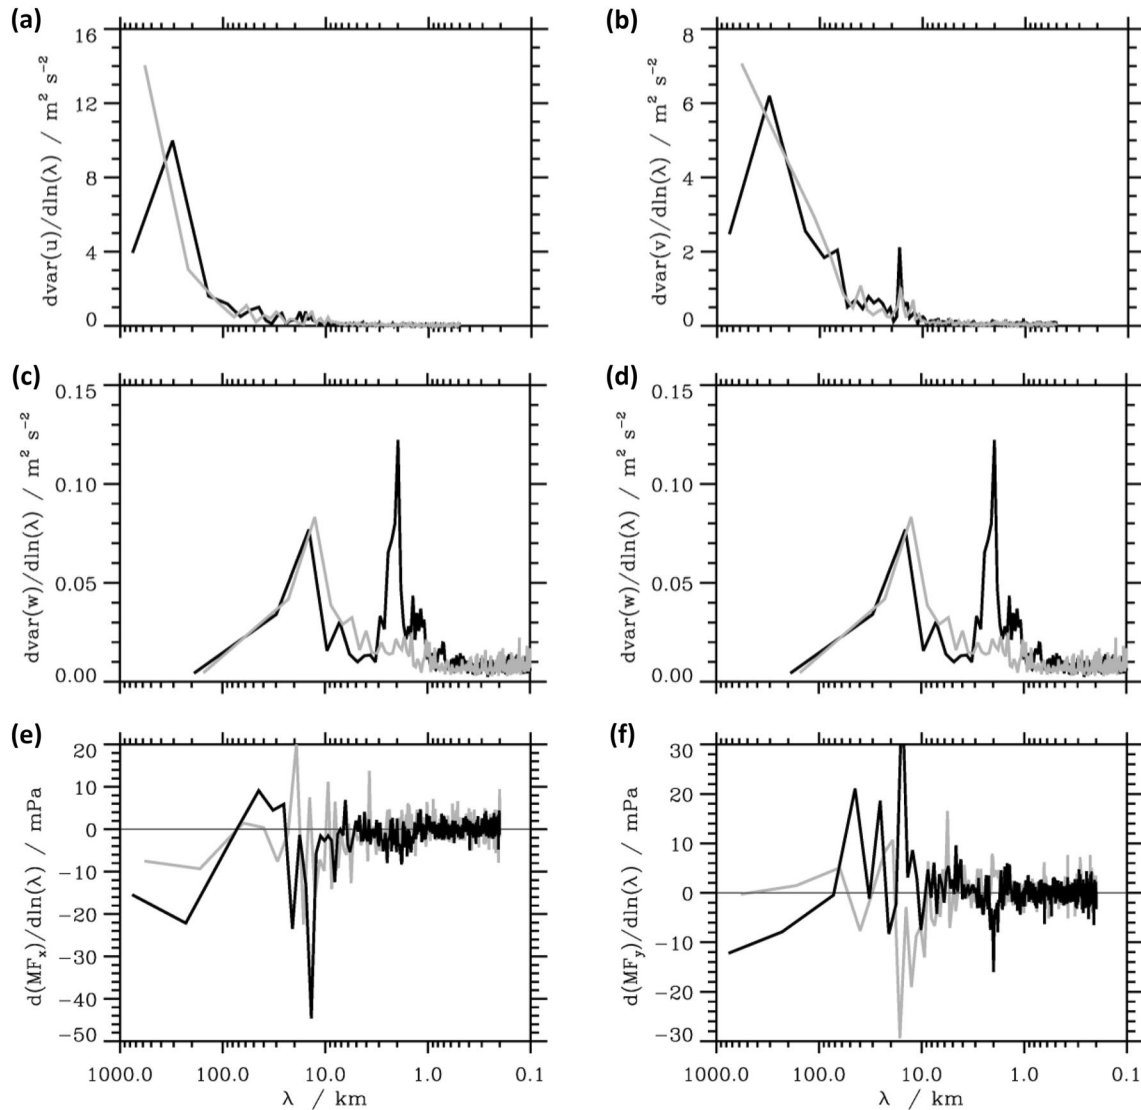 (a)
(b)
16
12
8
4
0
dvar(u)/dln(λ) / m² s⁻²
8
6
4
2
0
dvar(v)/dln(λ) / m² s⁻²
(c)
(d)
0.15
0.10
0.05
0.00
dvar(w)/dln(λ) / m² s⁻²
0.15
0.10
0.05
0.00
dvar(w)/dln(λ) / m² s⁻²
(e)
(f)
20
10
0
−10
−20
−30
−40
−50
d(MFₓ)/dln(λ) / mPa
30
20
10
0
−10
−20
−30
d(MF_y)/dln(λ) / mPa
1000.0 100.0 10.0 1.0 0.1
λ / km
1000.0 100.0 10.0 1.0 0.1
λ / km